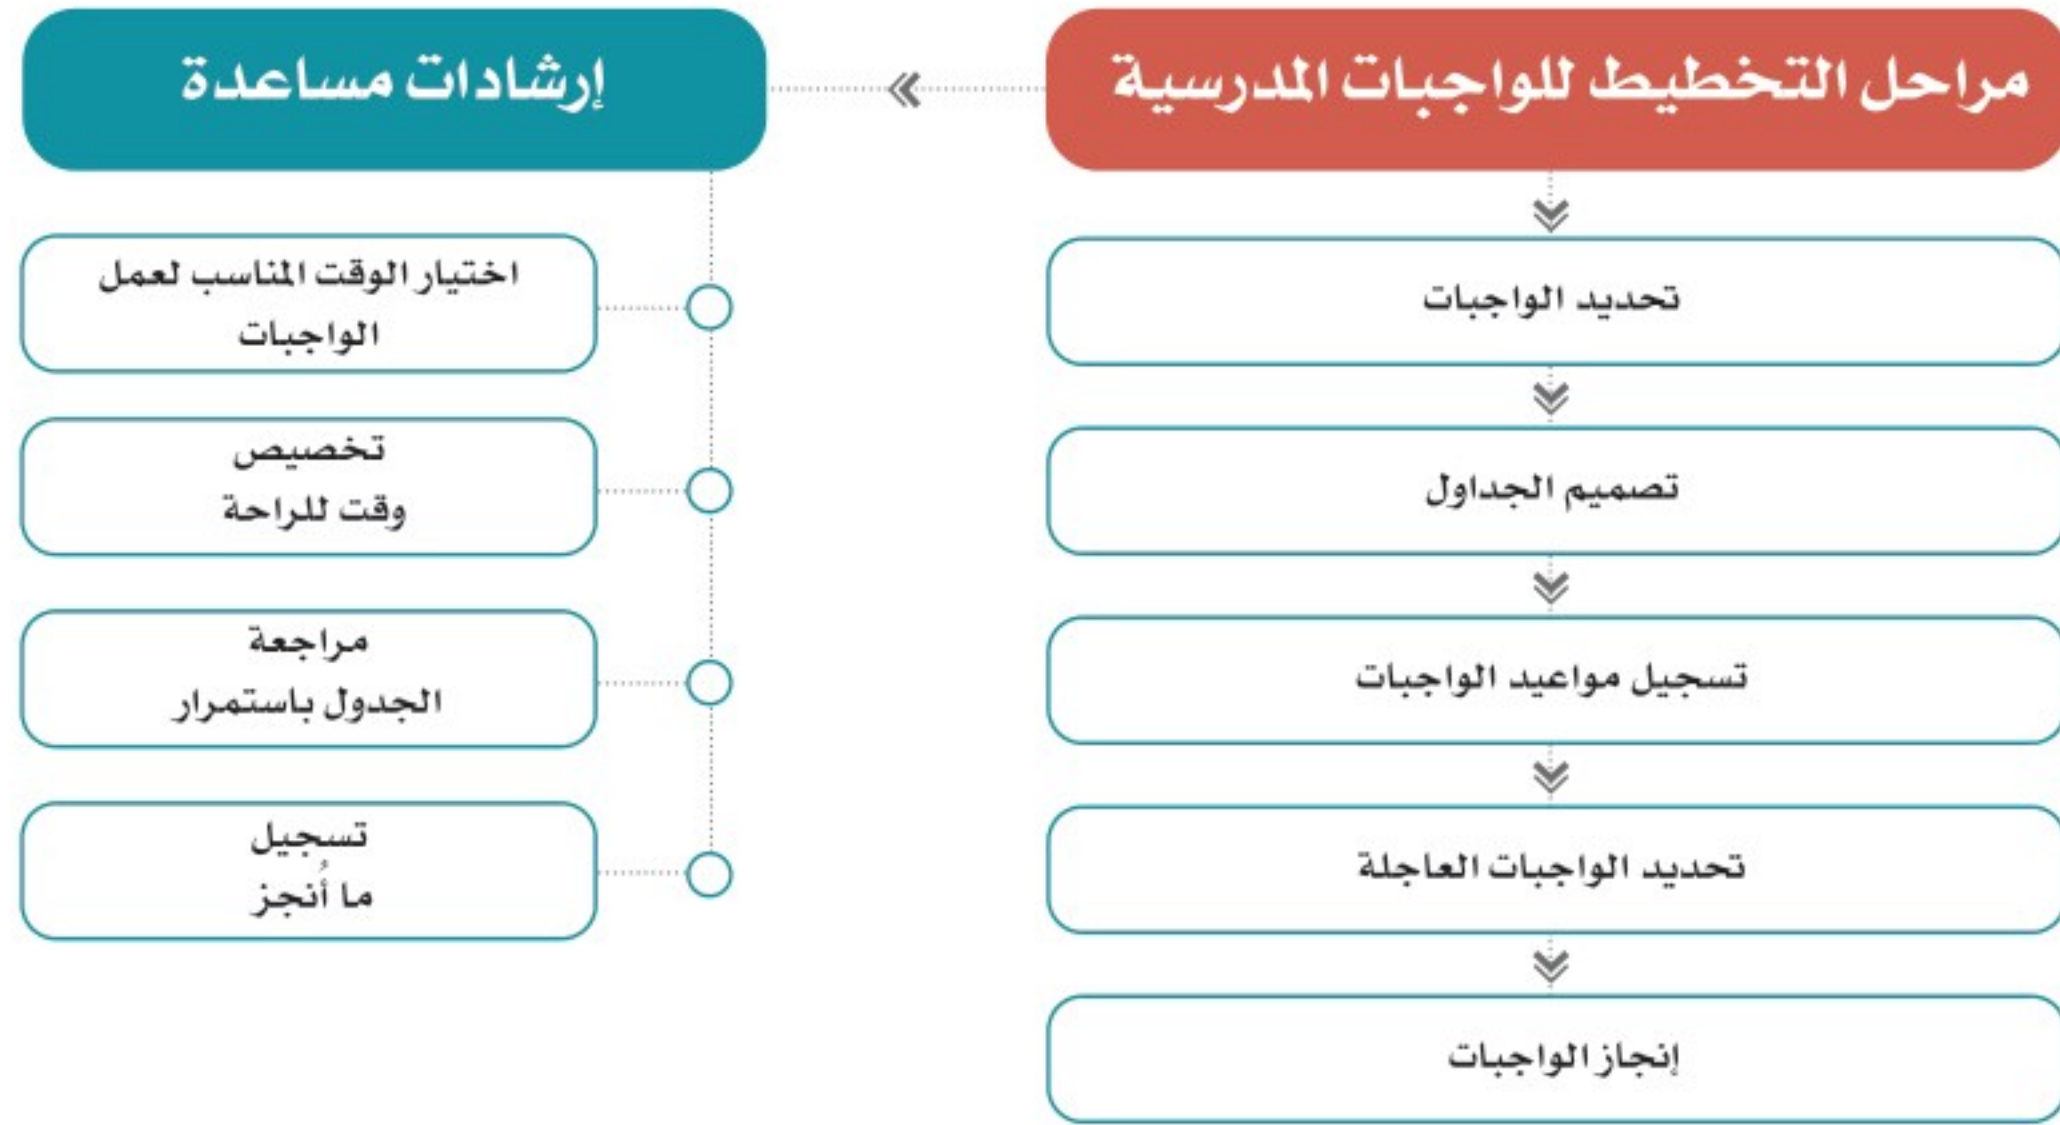 مراحل التخطيط للواجبات المدرسية
تحديد الواجبات
تصميم الجداول
تسجيل مواعيد الواجبات
تحديد الواجبات العاجلة
إنجاز الواجبات
إرشادات مساعدة
اختيار الوقت المناسب لعمل
الواجبات
تخصيص
وقت للراحة
مراجعة
الجدول باستمرار
تسجيل
ما أُنجز